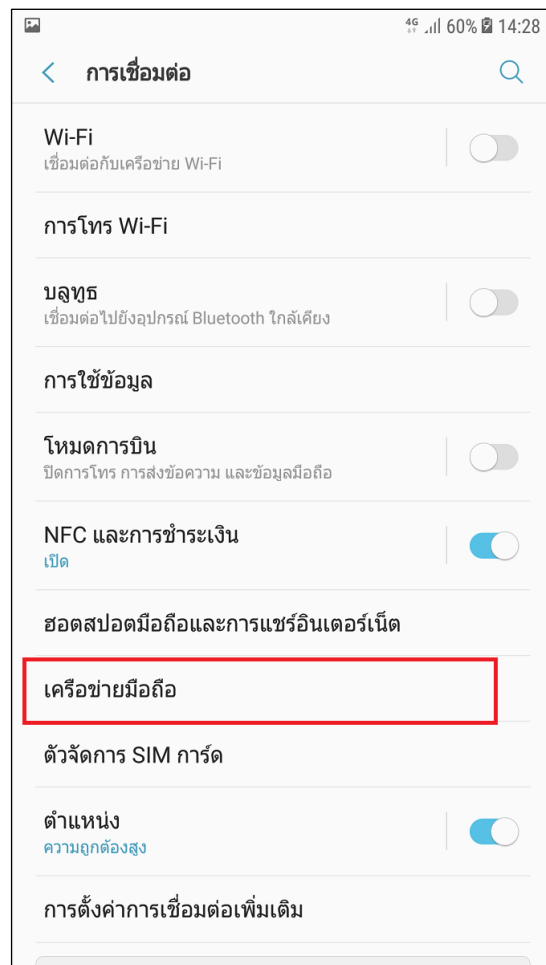 4G 60% 14:28
การเชื่อมต่อ
Wi-Fi
เชื่อมต่อกับเครือข่าย Wi-Fi
การโทร Wi-Fi
บลูทูธ
เชื่อมต่อไปยังอุปกรณ์ Bluetooth ใกล้เคียง
การใช้ข้อมูล
โหมดการบิน
ปิดการโทร การส่งข้อความ และข้อมูลมือถือ
NFC และการชำระเงิน
เปิด
ฮอตสปอตมือถือและการแชร์อินเตอร์เน็ต
เครือข่ายมือถือ
ตัวจัดการ SIM การ์ด
ตำแหน่ง
ความถูกต้องสูง
การตั้งค่าการเชื่อมต่อเพิ่มเติม